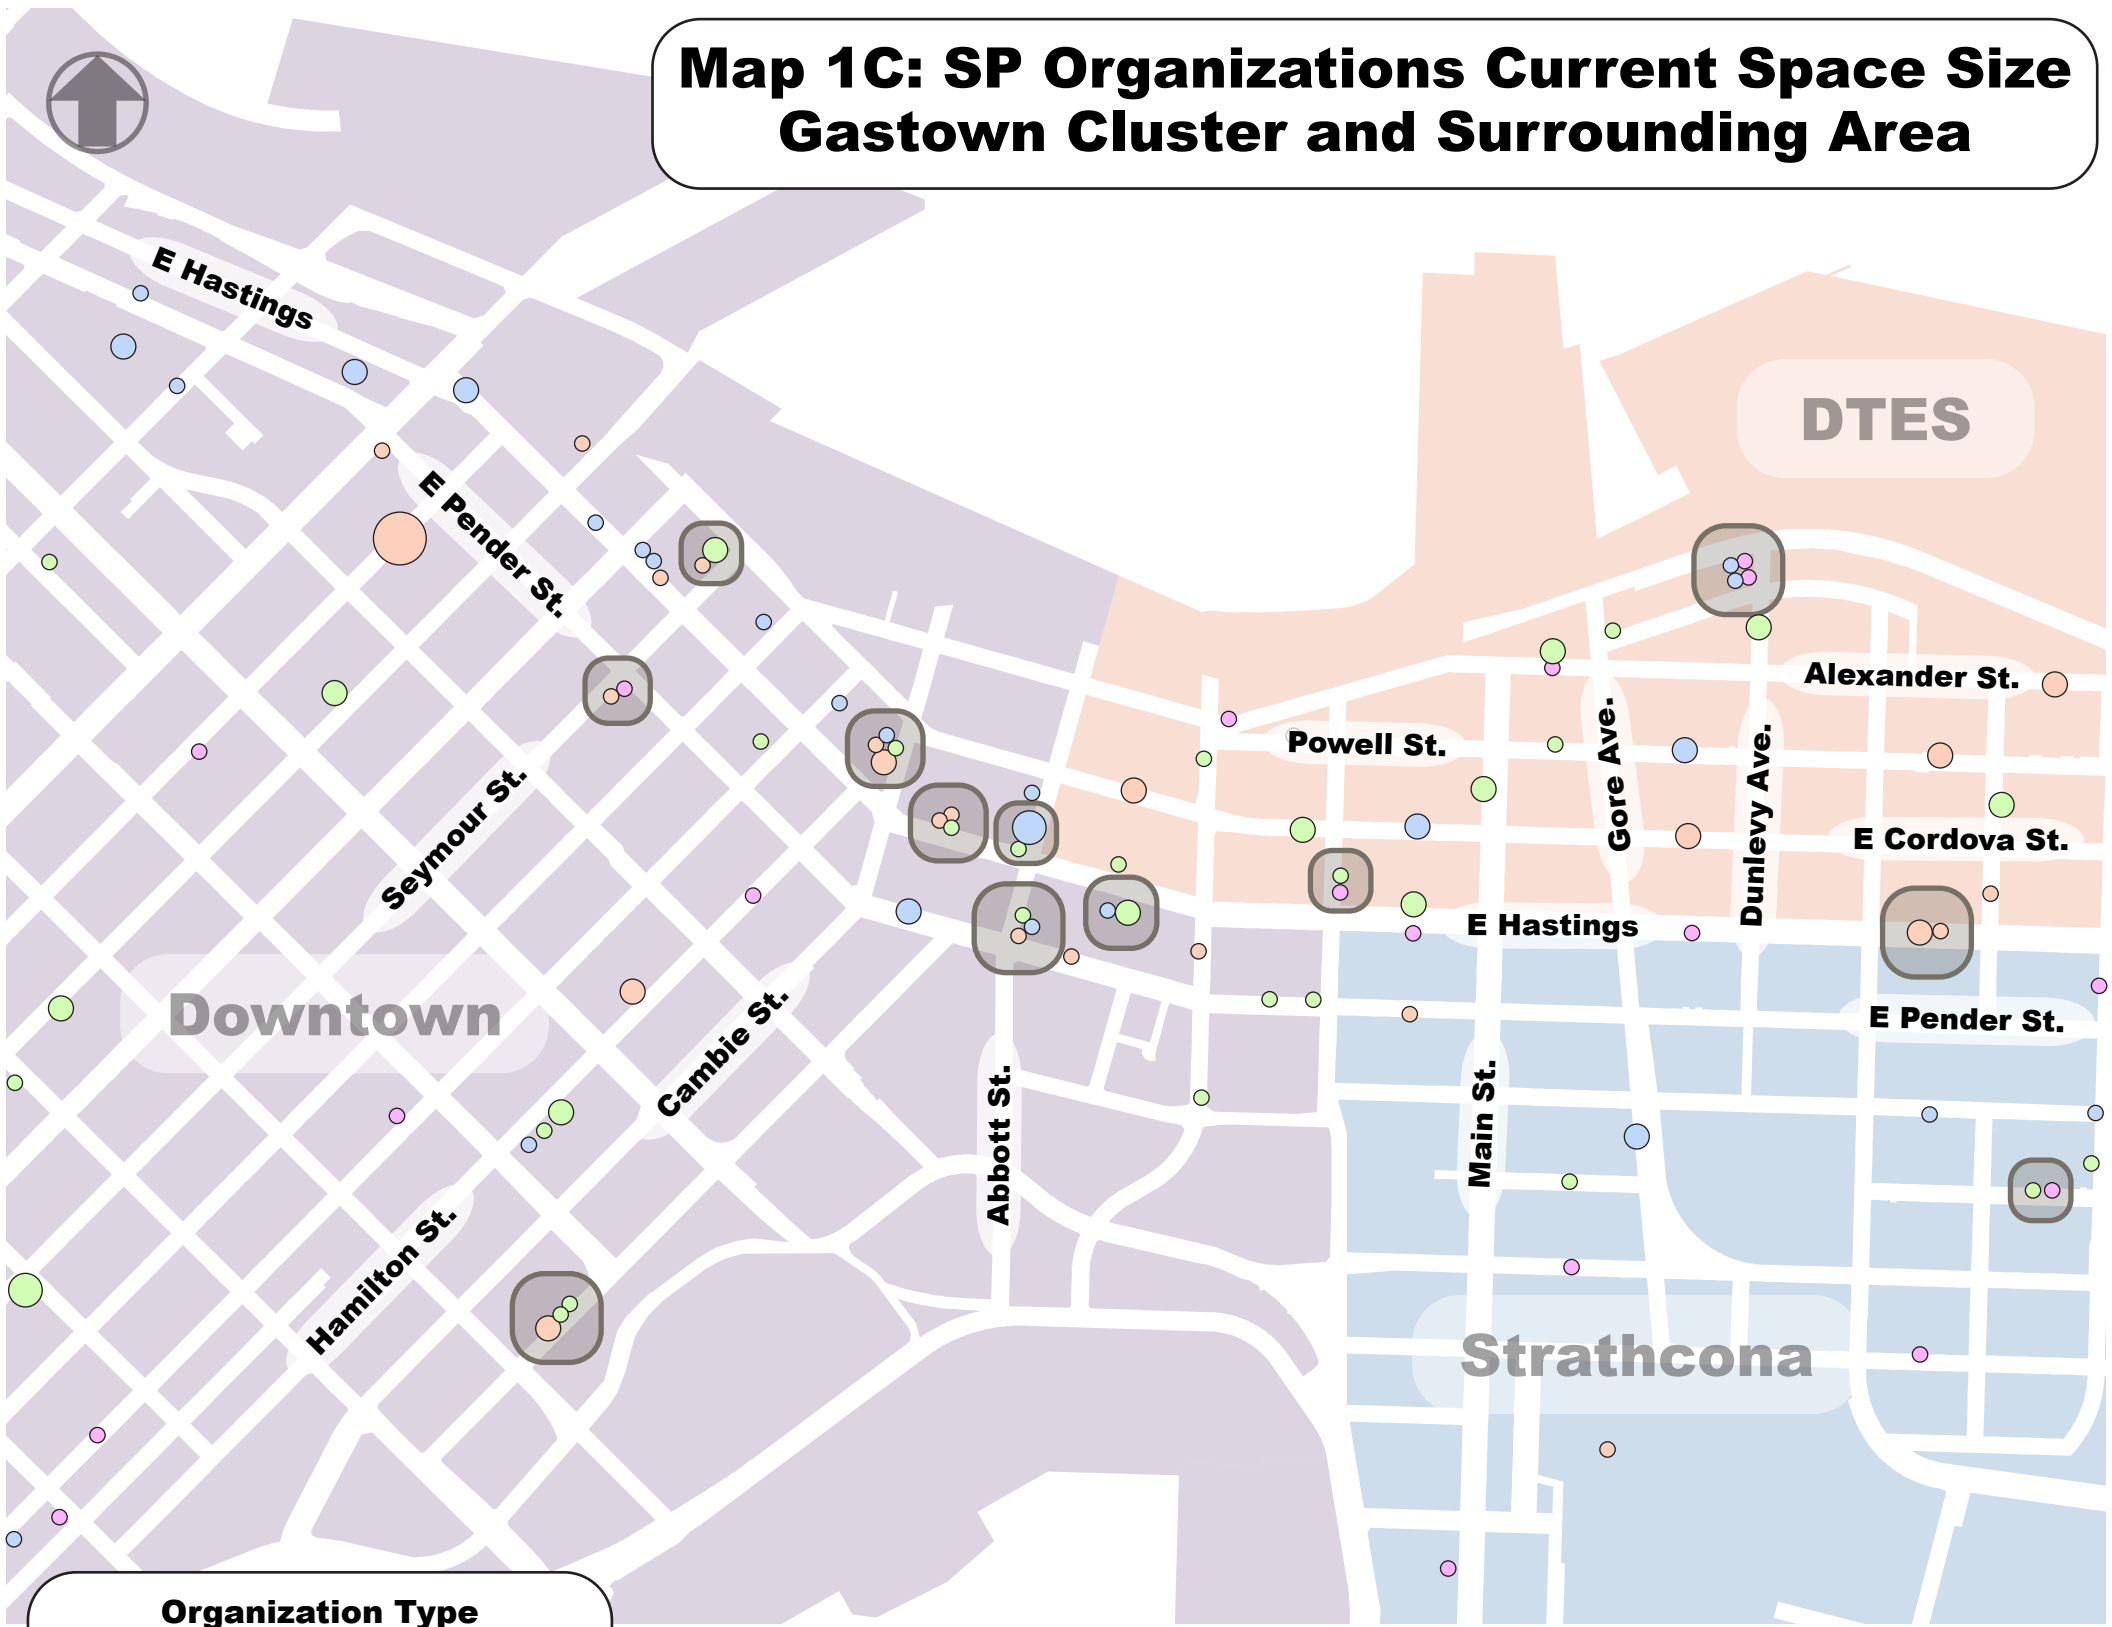 Map 1C: SP Organizations Current Space Size
Gastown Cluster and Surrounding Area
E Hastings
DTES
E Pender St.
Alexander St.
Powell St.
Gore Ave.
Dunlevy Ave.
E Cordova St.
Seymour St.
E Hastings
Downtown
Cambie St.
E Pender St.
Abbott St.
Main St.
Hamilton St.
Strathcona
Organization Type